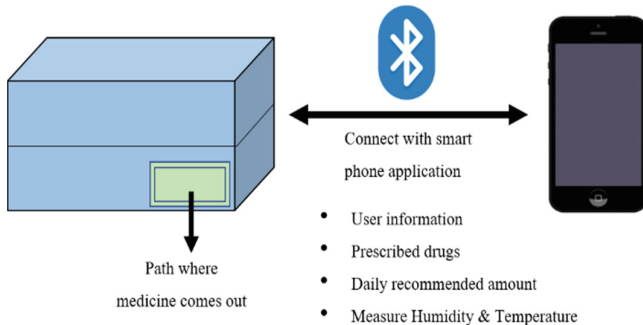 Connect with smart
phone application
• User information
• Prescribed drugs
• Daily recommended amount
• Measure Humidity & Temperature
Path where
medicine comes out